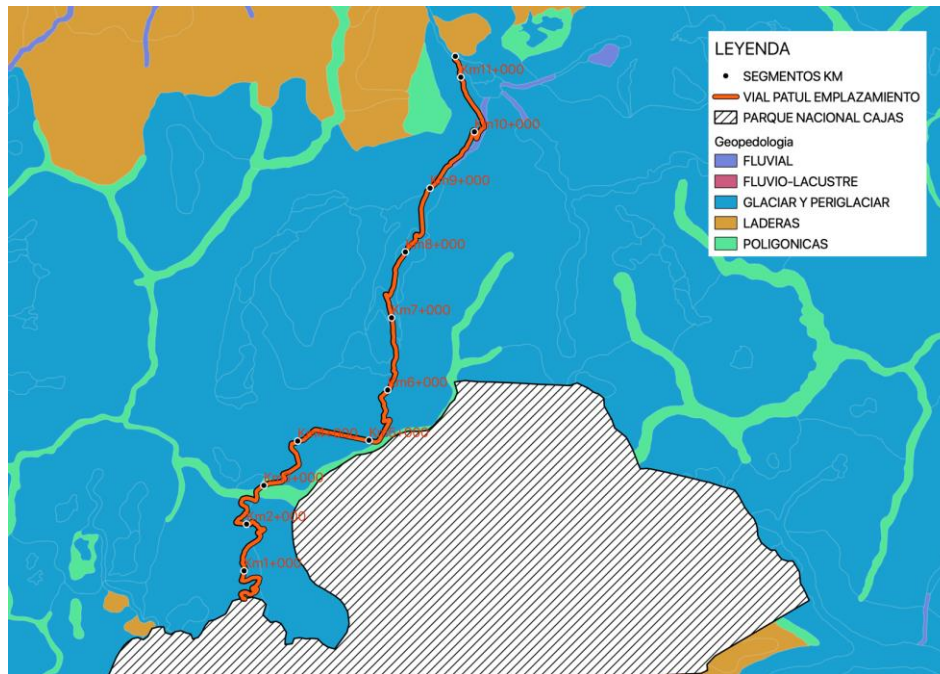 Km11+000
Km10+000
Km9+000
Km8+000
Km7+000
Km6+000
Km2+000
Km1+000
LEYENDA
SEGMENTOS KM
VIAL PATUL EMPLAZAMIENTO
PARQUE NACIONAL CAJAS
Geopedologia
FLUVIAL
FLUVIO-LACUSTRE
GLACIAR Y PERIGLACIAR
LADERAS
POLIGONICAS